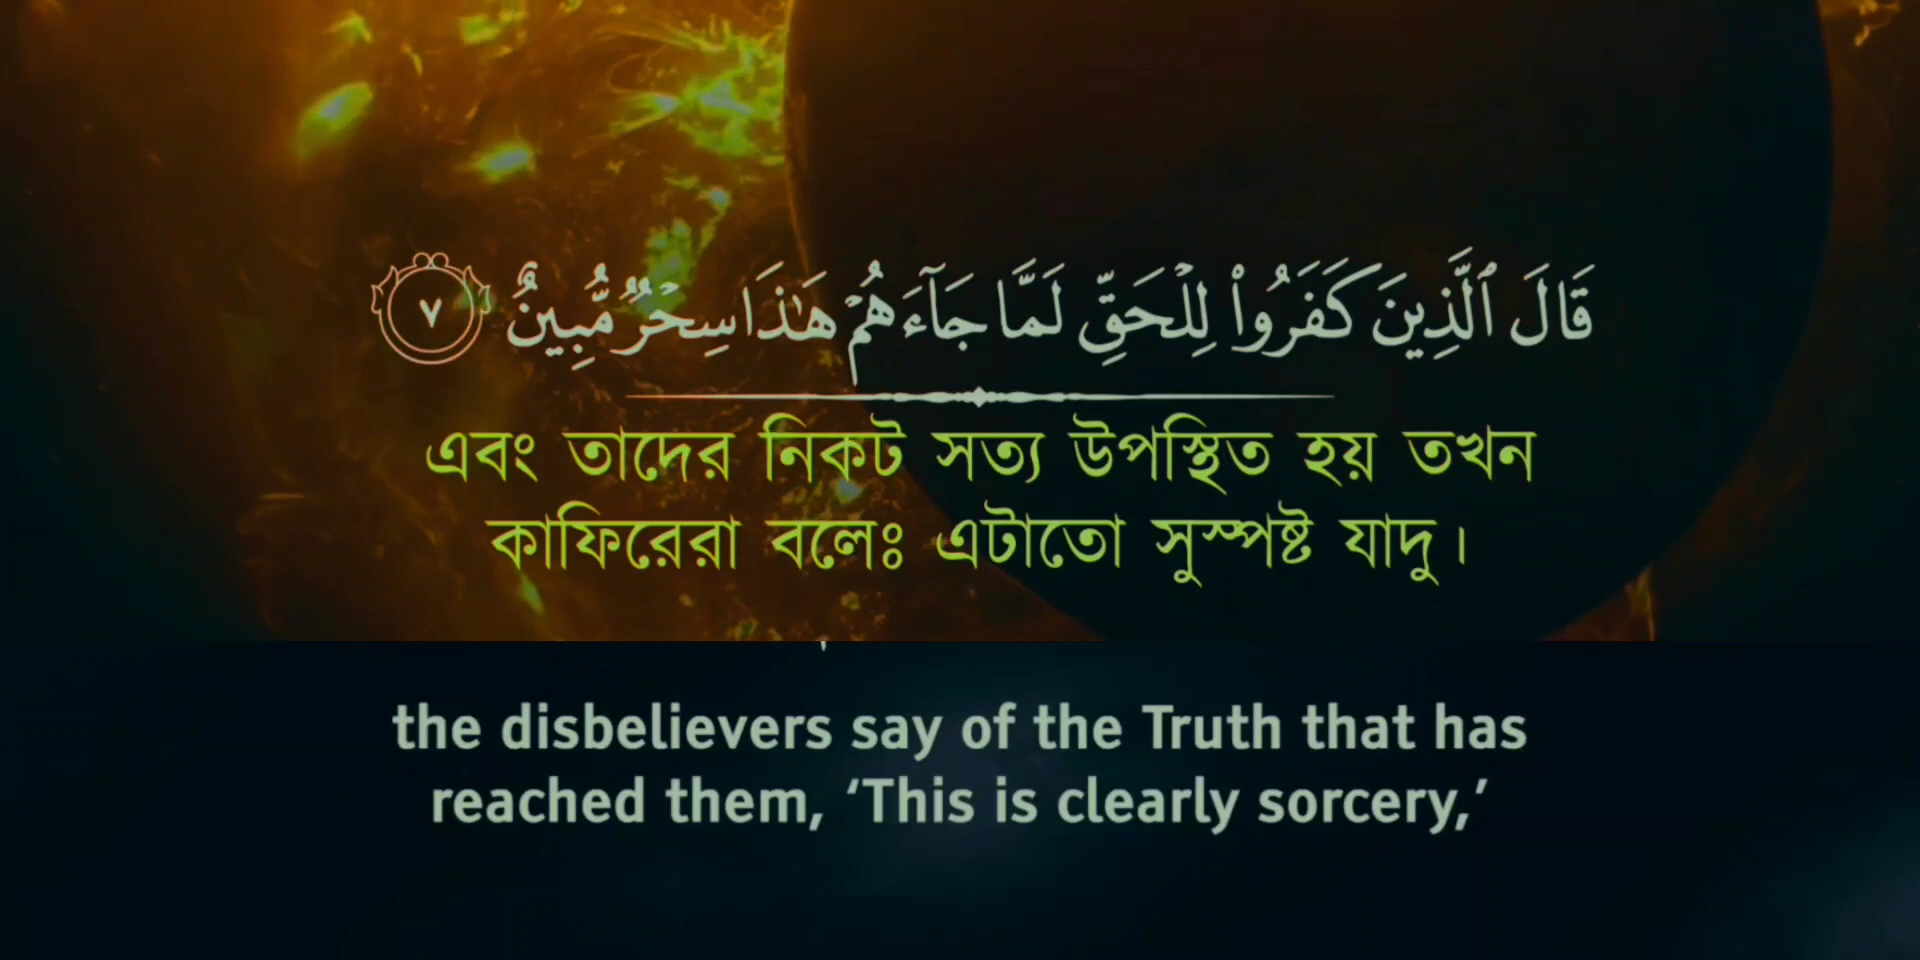 قَالَ ٱلَّذِينَ كَفَرُواْ لِلۡحَقِّ لَمَّا جَآءَهُمۡ هَٰذَا سِحۡرٞ مُّبِينٌ ٧
এবং তাদের নিকট সত্য উপস্থিত হয় তখন
কাফিরেরা বলেঃ এটাতো সুস্পষ্ট যাদু।
the disbelievers say of the Truth that has
reached them, ‘This is clearly sorcery,’